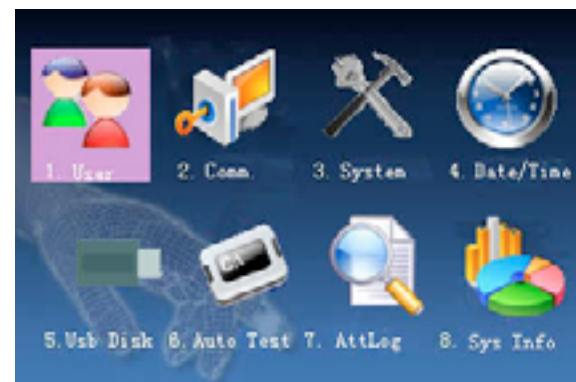 1. User 2. Comm. 3. System 4. Date/Time
5.Usb Disk 6.Auto Test 7. AttLog 8. Sys Info